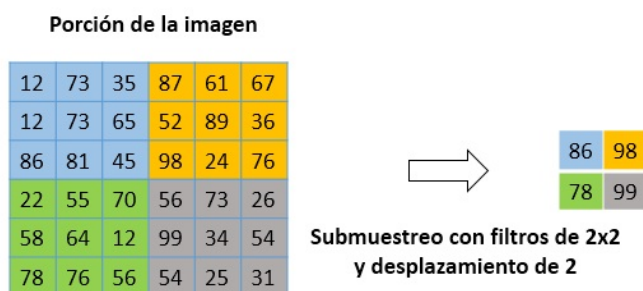 Porción de la imagen
12 73 35 87 61 67
12 73 65 52 89 36
86 81 45 98 24 76
86 98
22 55 70 56 73 26
78 99
58 64 12 99 34 54
Submuestreo con filtros de 2x2
y desplazamiento de 2
78 76 56 54 25 31